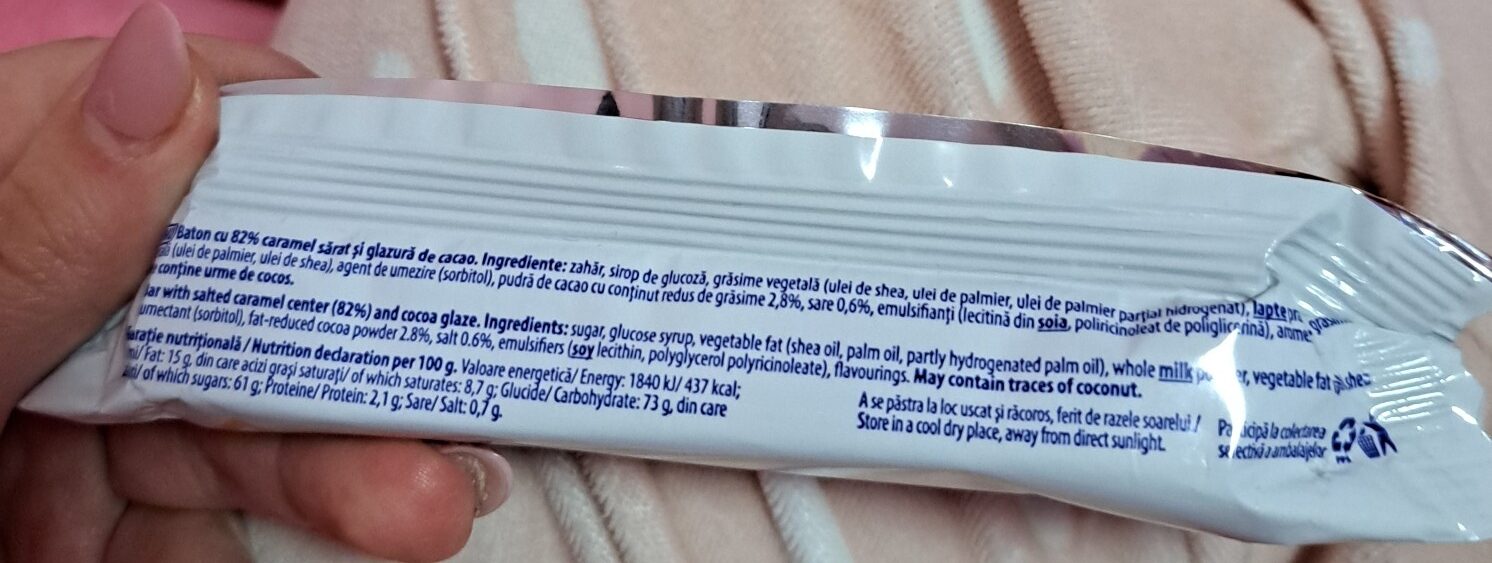 Baton cu 82% caramel sărat și glazură de cacao. Ingrediente: zahăr, sirop de glucoză, grăsime vegetală (ulei de shea, ulei de palmier, ulei de palmier parțial hidrogenat), lapte
(ulei de palmier, ulei de shea), agent de umezire (sorbitol), pudră de cacao cu conținut redus de grăsime 2,8%, sare 0,6%, emulsifianți (lecitină din soia, poliricinoleat de poliglicerină), arome
conține urme de cocos.
Bar with salted caramel center (82%) and cocoa glaze. Ingredients: sugar, glucose syrup, vegetable fat (shea oil, palm oil, partly hydrogenated palm oil), whole milk vegetable fat
umectant (sorbitol), fat-reduced cocoa powder 2.8%, salt 0.6%, emulsifiers (soy lecithin, polyglycerol polyricinoleate), flavourings. May contain traces of coconut.
nutrițională / Nutrition declaration per 100 g. Valoare energetică/ Energy: 1840 kJ/ 437 kcal;
Fat: 15 g, din care acizi grași saturați/ of which saturates: 8,7 g; Glucide/ Carbohydrate: 73 g, din care
of which sugars: 61 g; Proteine/ Protein: 2,1 g; Sare/ Salt: 0,7 g.
A se păstra la loc uscat și răcoros, ferit de razele soarelui./
Store in a cool dry place, away from direct sunlight.
Participă la colectarea
selectivă a ambalajelor